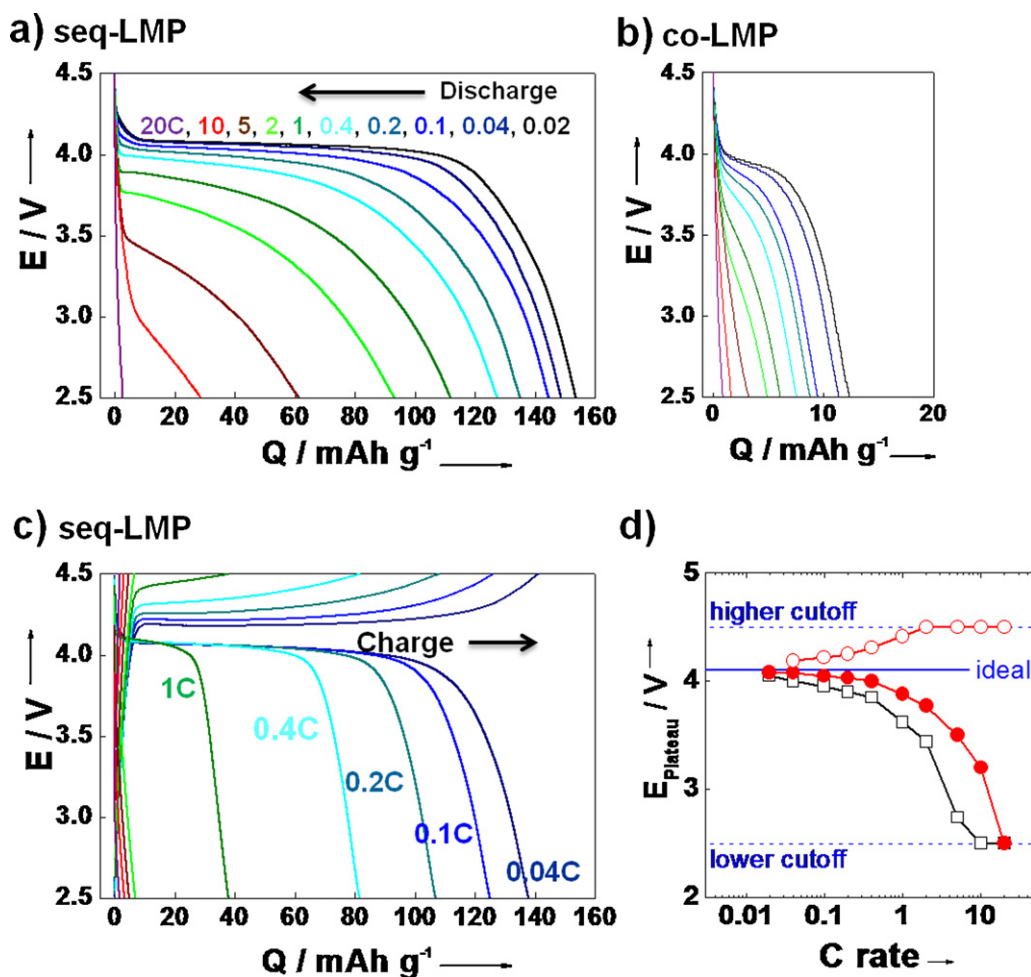 a) seq-LMP
4.5
4.0
3.5
3.0
2.5
E / V
Discharge
20C, 10, 5, 2, 1, 0.4, 0.2, 0.1, 0.04, 0.02
0 20 40 60 80 100 120 140 160
Q / mAh g⁻¹
b) co-LMP
4.5
4.0
3.5
3.0
2.5
E / V
0 10 20
Q / mAh g⁻¹
c) seq-LMP
4.5
4.0
3.5
3.0
2.5
E / V
Charge
1C
0.4C
0.2C
0.1C
0.04C
0 20 40 60 80 100 120 140 160
Q / mAh g⁻¹
d)
5
4
3
2
E_Plateau / V
higher cutoff
ideal
lower cutoff
0.01 0.1 1 10
C rate